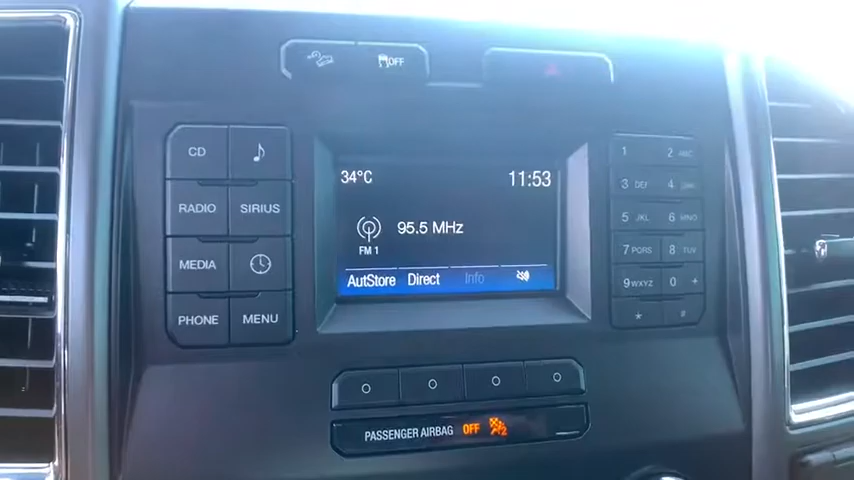 OFF
CD
RADIO
SIRIUS
MEDIA
PHONE
MENU
34°C
11:53
95.5 MHz
FM 1
AutStore Direct Info
1
2 ABC
3 DEF
4 GHI
5 JKL
6 MNO
7 PQRS
8 TUV
9 WXYZ
0 +
*
#
PASSENGER AIRBAG OFF 2